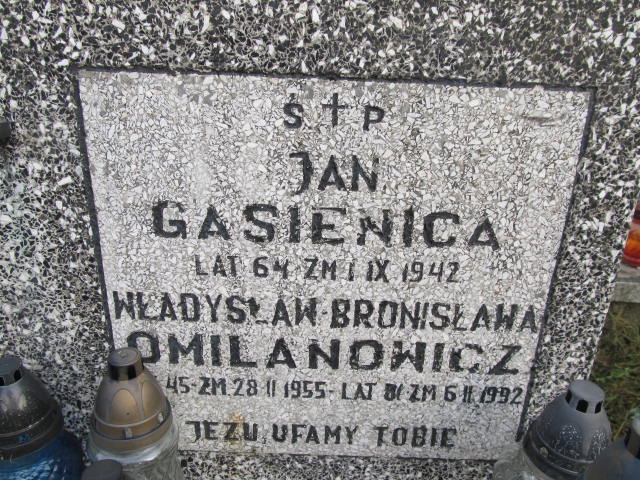 Ś † P
JAN
GĄSIENICA
LAT 64 ZM 1 IX 1942
WŁADYSŁAW-BRONISŁAWA
OMILANOWICZ
45-ZM 28 II 1955-LAT 81 ZM 6 II 1992
JEZU, UFAMY TOBIE